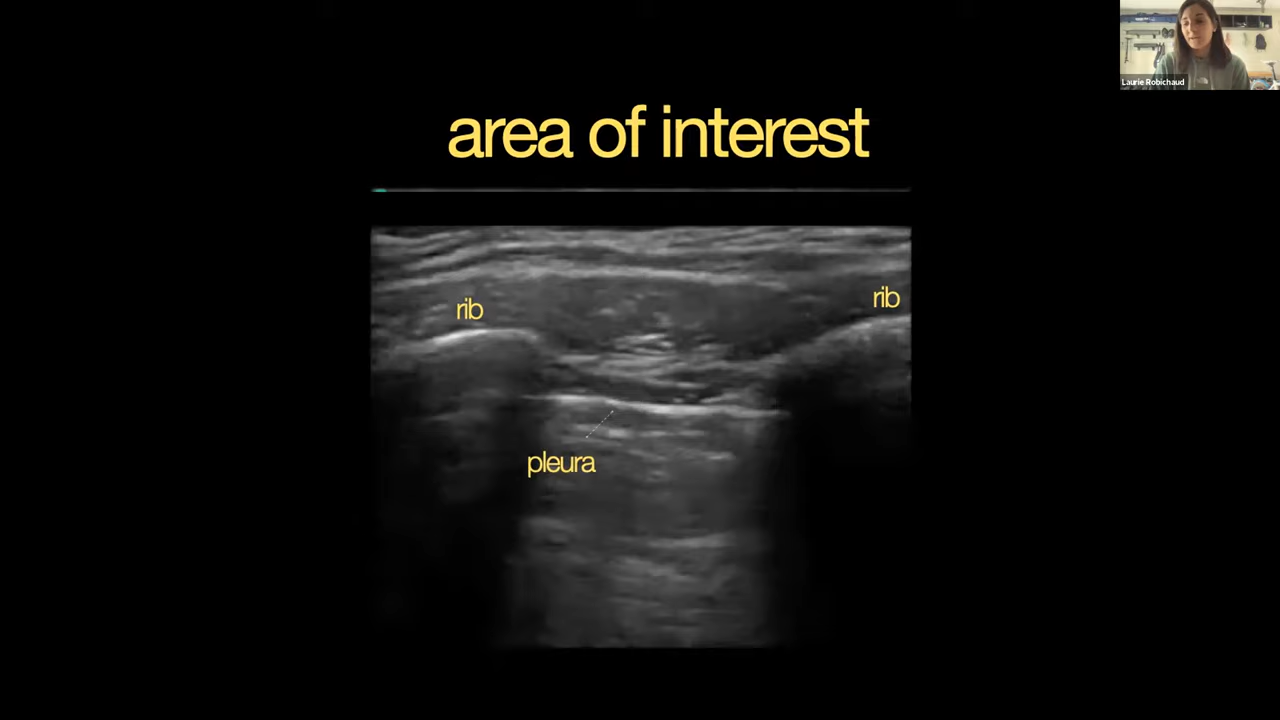 Laurie Robichaud
area of interest
rib
rib
pleura